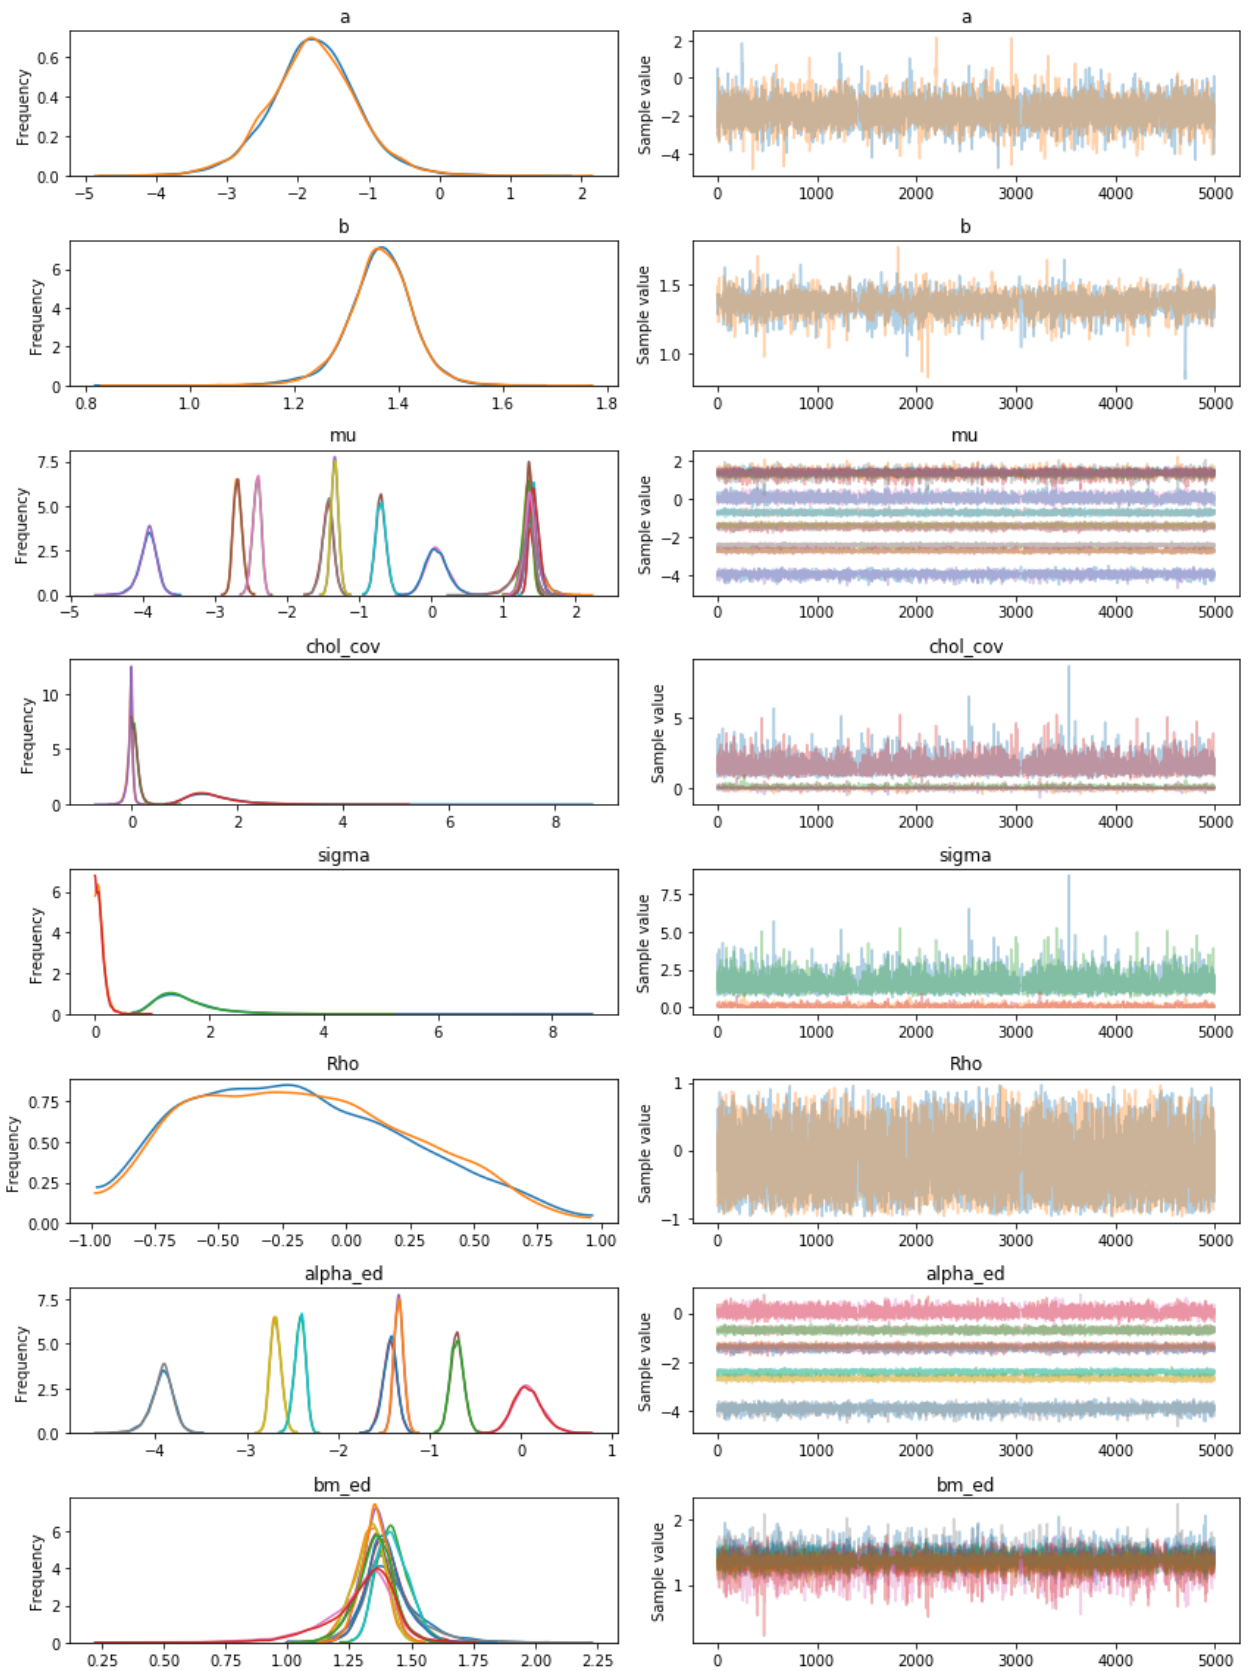 a
a
Frequency
0.6
0.4
0.2
0.0
−5 −4 −3 −2 −1 0 1 2
Sample value
2
0
−2
−4
0 1000 2000 3000 4000 5000
b
b
Frequency
6
4
2
0
0.8 1.0 1.2 1.4 1.6 1.8
Sample value
1.5
1.0
0 1000 2000 3000 4000 5000
mu
mu
Frequency
7.5
5.0
2.5
0.0
−5 −4 −3 −2 −1 0 1 2
Sample value
2
0
−2
−4
0 1000 2000 3000 4000 5000
chol_cov
chol_cov
Frequency
10
5
0
0 2 4 6 8
Sample value
5
0
0 1000 2000 3000 4000 5000
sigma
sigma
Frequency
6
4
2
0
0 2 4 6 8
Sample value
7.5
5.0
2.5
0.0
0 1000 2000 3000 4000 5000
Rho
Rho
Frequency
0.75
0.50
0.25
0.00
−1.00 −0.75 −0.50 −0.25 0.00 0.25 0.50 0.75 1.00
Sample value
1
0
−1
0 1000 2000 3000 4000 5000
alpha_ed
alpha_ed
Frequency
7.5
5.0
2.5
0.0
−4 −3 −2 −1 0 1
Sample value
0
−2
−4
0 1000 2000 3000 4000 5000
bm_ed
bm_ed
Frequency
6
4
2
0
0.25 0.50 0.75 1.00 1.25 1.50 1.75 2.00 2.25
Sample value
2
1
0 1000 2000 3000 4000 5000